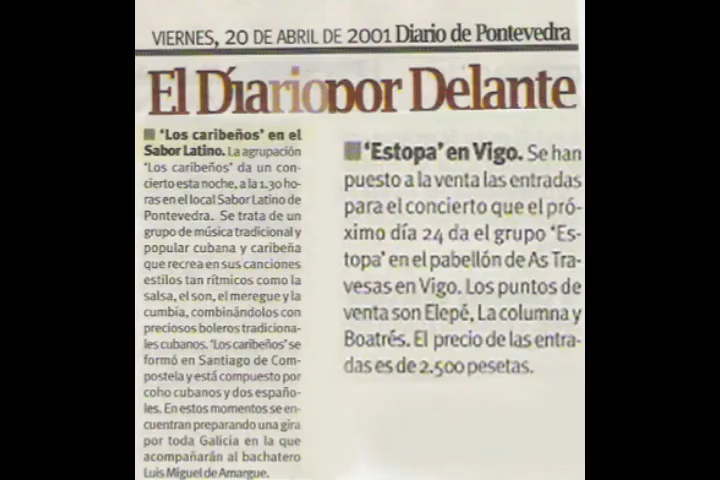 VIERNES, 20 DE ABRIL DE 2001 Diario de Pontevedra
El Díario por Delante
'Los caribeños' en el
Sabor Latino. La agrupación
'Los caribeños' da un con-
cierto esta noche, a la 1.30 ho-
ras en el local Sabor Latino de
Pontevedra. Se trata de un
grupo de música tradicional y
popular cubana y caribeña
que recrea en sus canciones
estilos tan rítmicos como la
salsa, el son, el meregue y la
cumbia, combinándolos con
preciosos boleros tradiciona-
les cubanos. 'Los caribeños' se
formó en Santiago de Com-
postela y está compuesto por
coho cubanos y dos españo-
les. En estos momentos se en-
cuentran preparando una gira
por toda Galicia en la que
acompañarán al bachatero
Luis Miguel de Amargue.
'Estopa' en Vigo. Se han
puesto a la venta las entradas
para el concierto que el pró-
ximo día 24 da el grupo 'Es-
topa' en el pabellón de As Tra-
vesas en Vigo. Los puntos de
venta son Elepé, La columna y
Boatrés. El precio de las entra-
das es de 2.500 pesetas.